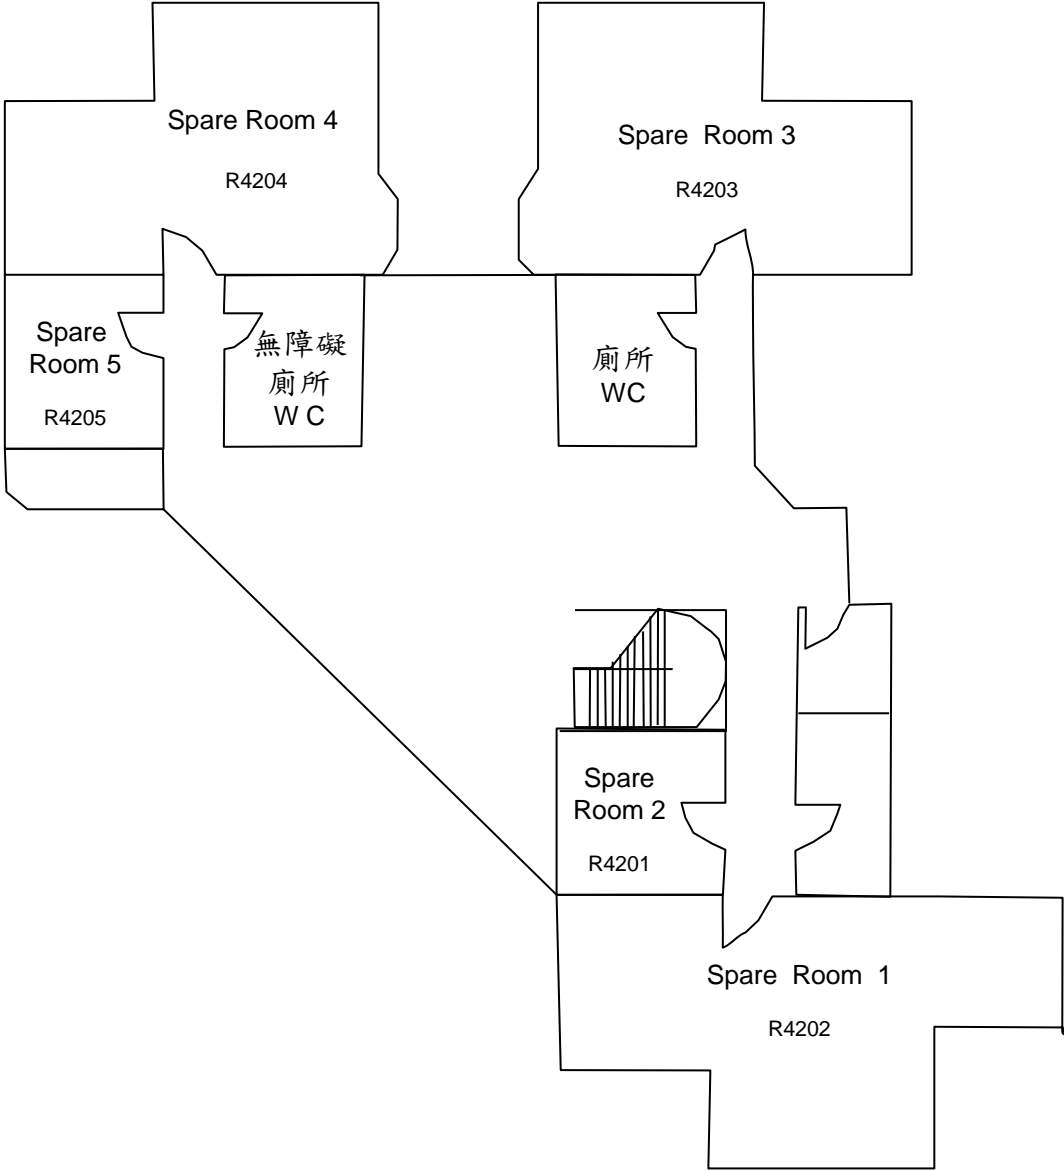 Spare Room 4
R4204
Spare Room 3
R4203
Spare
Room 5
R4205
無障礙
廁所
W C
廁所
WC
Spare
Room 2
R4201
Spare Room 1
R4202